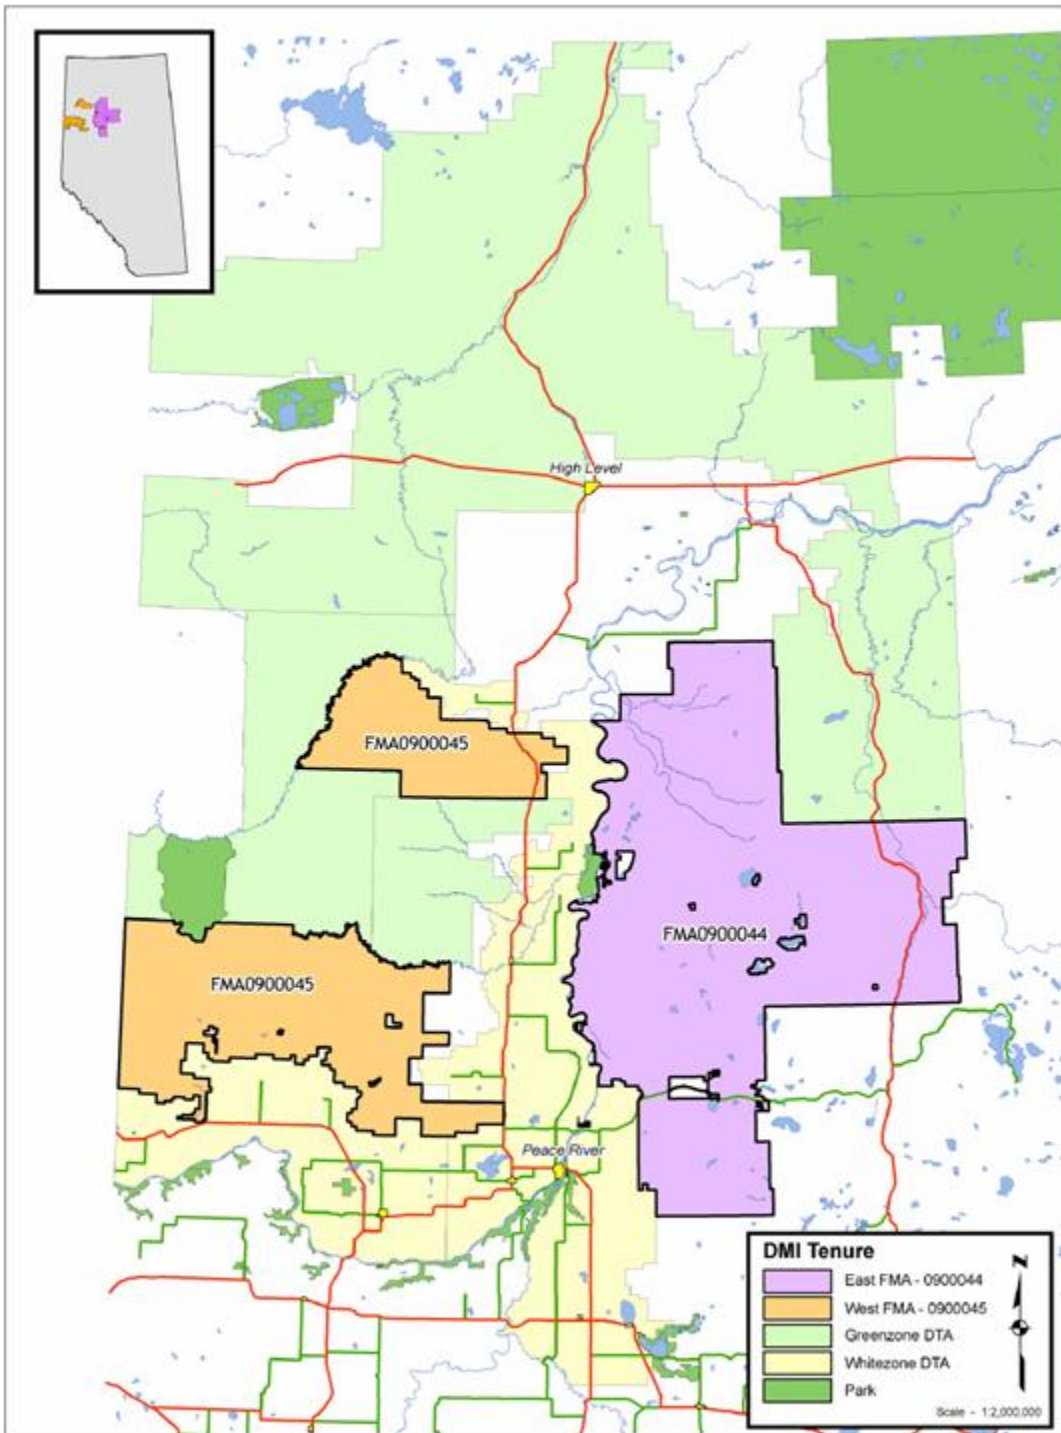 High Level
FMA0900045
FMA0900044
FMA0900045
Peace River
DMI Tenure
N
East FMA - 0900044
West FMA - 0900045
Greenzone DTA
Whitezone DTA
Park
Scale - 1:2,000,000